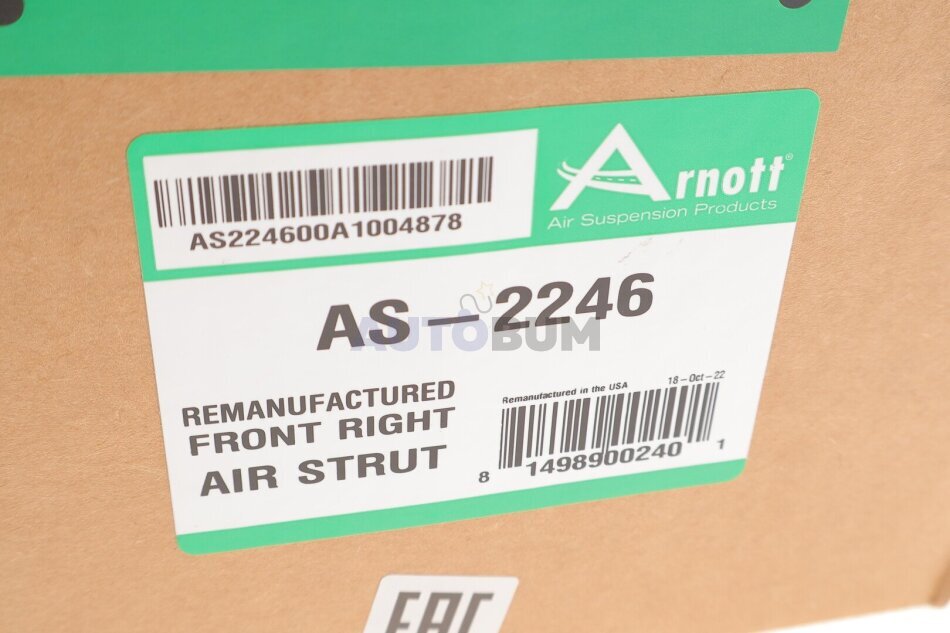 Arnott®
Air Suspension Products
AS224600A1004878
AS-2246
AUTOBUM
REMANUFACTURED
FRONT RIGHT
AIR STRUT
Remanufactured in the USA 18-Oct-22
8 1498900240 1
EAC